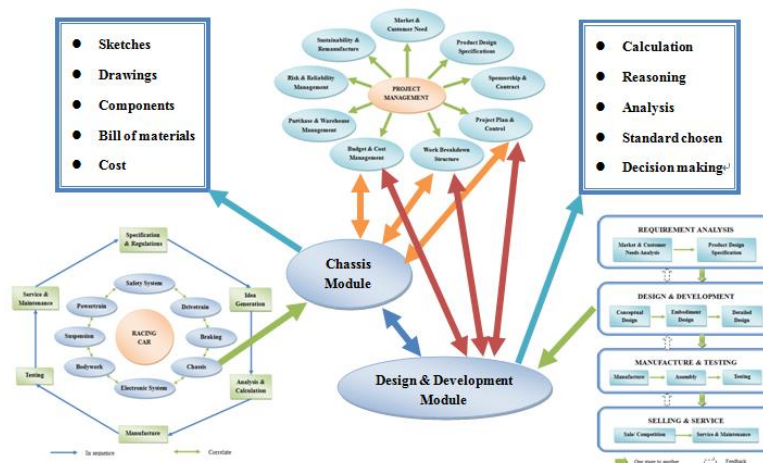 Sketches
Drawings
Components
Bill of materials
Cost
Market &
Customer Need
Sustainability &
Remanufacture
Product Design
Specifications
Risk & Reliability
Management
PROJECT
MANAGEMENT
Sponsorship &
Contract
Purchase & Warehouse
Management
Project Plan &
Control
Budget & Cost
Management
Work Breakdown
Structure
Calculation
Reasoning
Analysis
Standard chosen
Decision making
Chassis
Module
Design & Development
Module
Specification
& Regulations
Service &
Maintenance
Idea
Generation
Testing
Analysis &
Calculation
Manufacture
Safety System
Powertrain
Drivetrain
Suspension
RACING
CAR
Braking
Bodywork
Chassis
Electronic System
In sequence
Correlate
REQUIREMENT ANALYSIS
Market & Customer
Needs Analysis
Product Design
Specification
DESIGN & DEVELOPMENT
Conceptual
Design
Embodiment
Design
Detailed
Design
MANUFACTURE & TESTING
Manufacture
Assembly
Testing
SELLING & SERVICE
Sale/ Competition
Service & Maintenance
One stage to another
Feedback